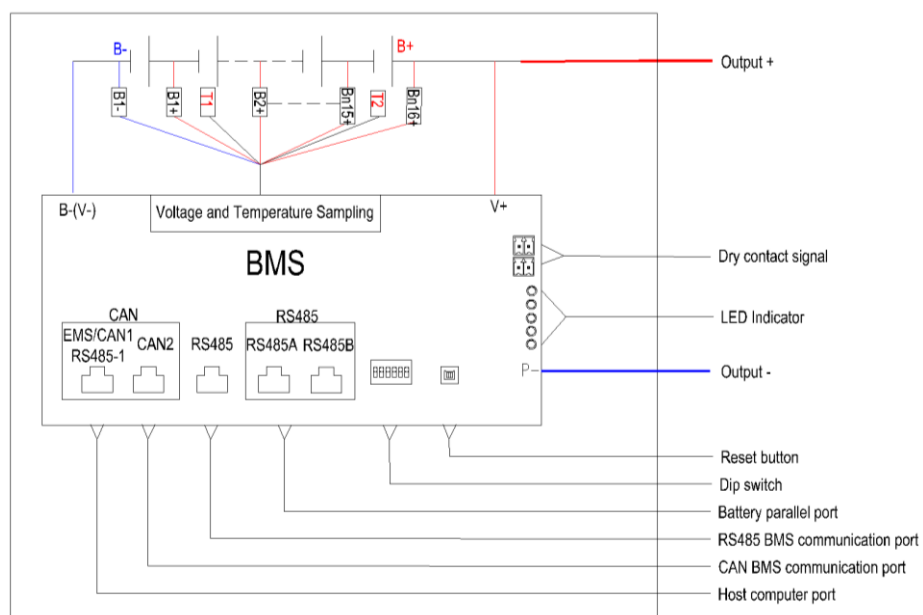 B-
B+
Output +
B1-
B1+
T1
B2+
Bn15+
T2
Bn16+
B-(V-)
Voltage and Temperature Sampling
V+
BMS
Dry contact signal
LED Indicator
CAN
RS485
EMS/CAN1
RS485-1
CAN2
RS485
RS485A
RS485B
P-
Output -
Reset button
Dip switch
Battery parallel port
RS485 BMS communication port
CAN BMS communication port
Host computer port